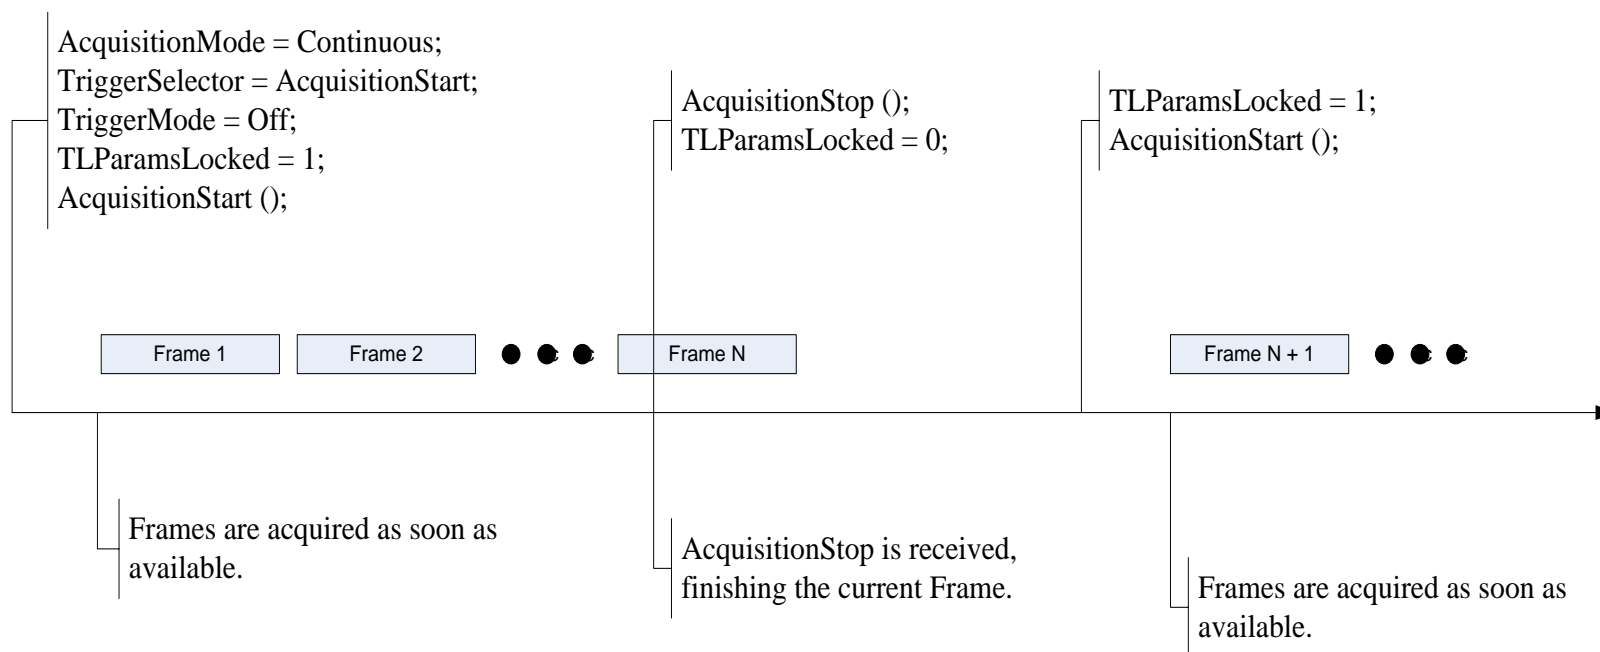 AcquisitionMode = Continuous;
TriggerSelector = AcquisitionStart;
TriggerMode = Off;
TLParamsLocked = 1;
AcquisitionStart ();
AcquisitionStop ();
TLParamsLocked = 0;
TLParamsLocked = 1;
AcquisitionStart ();
Frame 1
Frame 2
Frame N
Frame N + 1
Frames are acquired as soon as
available.
AcquisitionStop is received,
finishing the current Frame.
Frames are acquired as soon as
available.